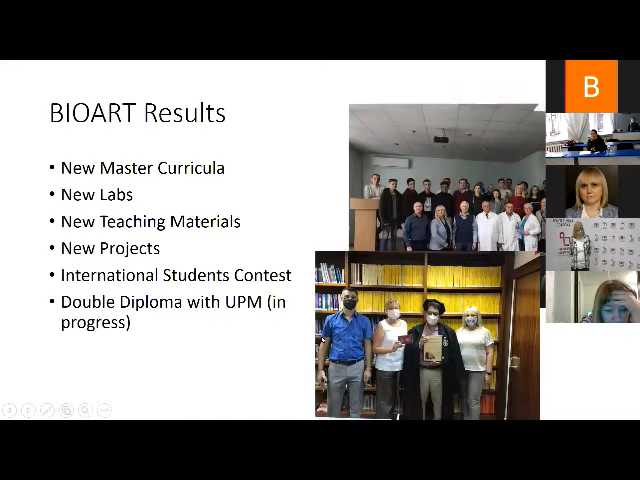 BIOART Results
• New Master Curricula
• New Labs
• New Teaching Materials
• New Projects
• International Students Contest
• Double Diploma with UPM (in
progress)
B